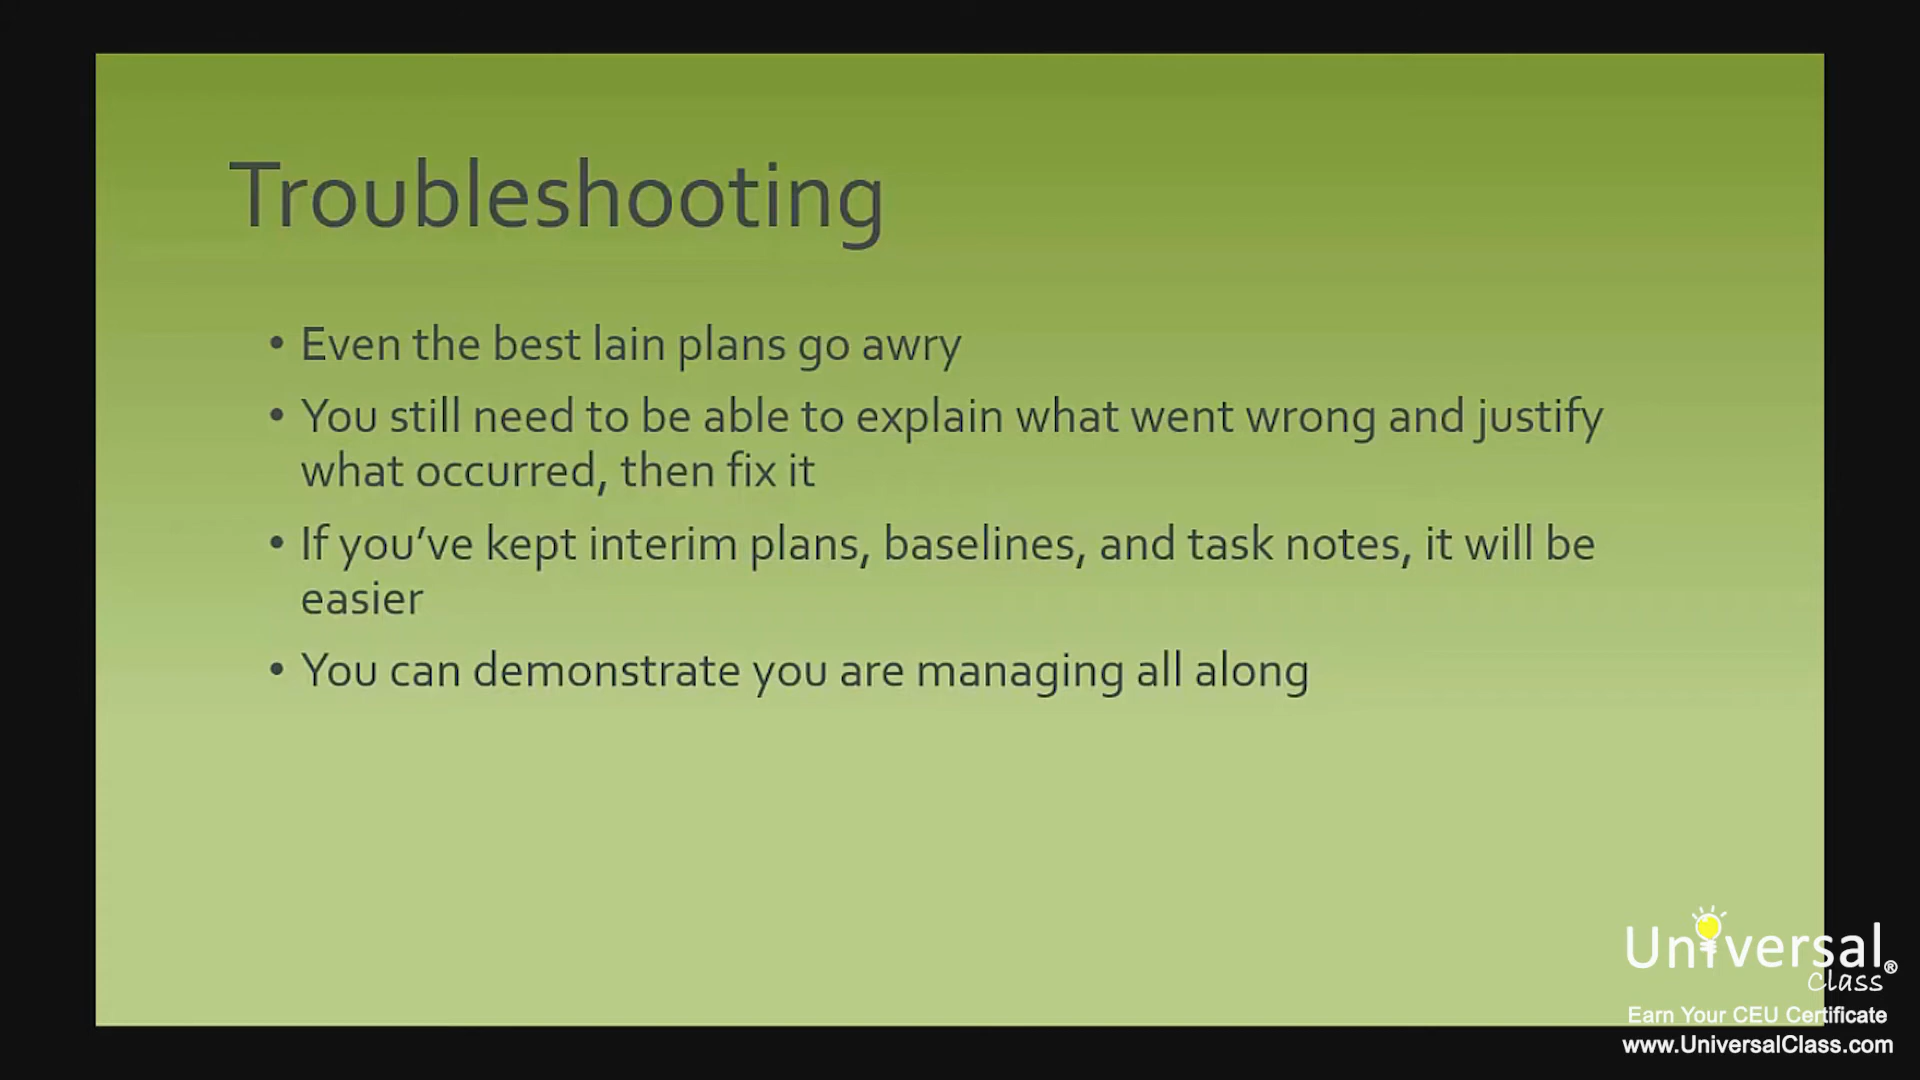 Troubleshooting
• Even the best lain plans go awry
• You still need to be able to explain what went wrong and justify
what occurred, then fix it
• If you’ve kept interim plans, baselines, and task notes, it will be
easier
• You can demonstrate you are managing all along
Universal®
Class
Earn Your CEU Certificate
www.UniversalClass.com